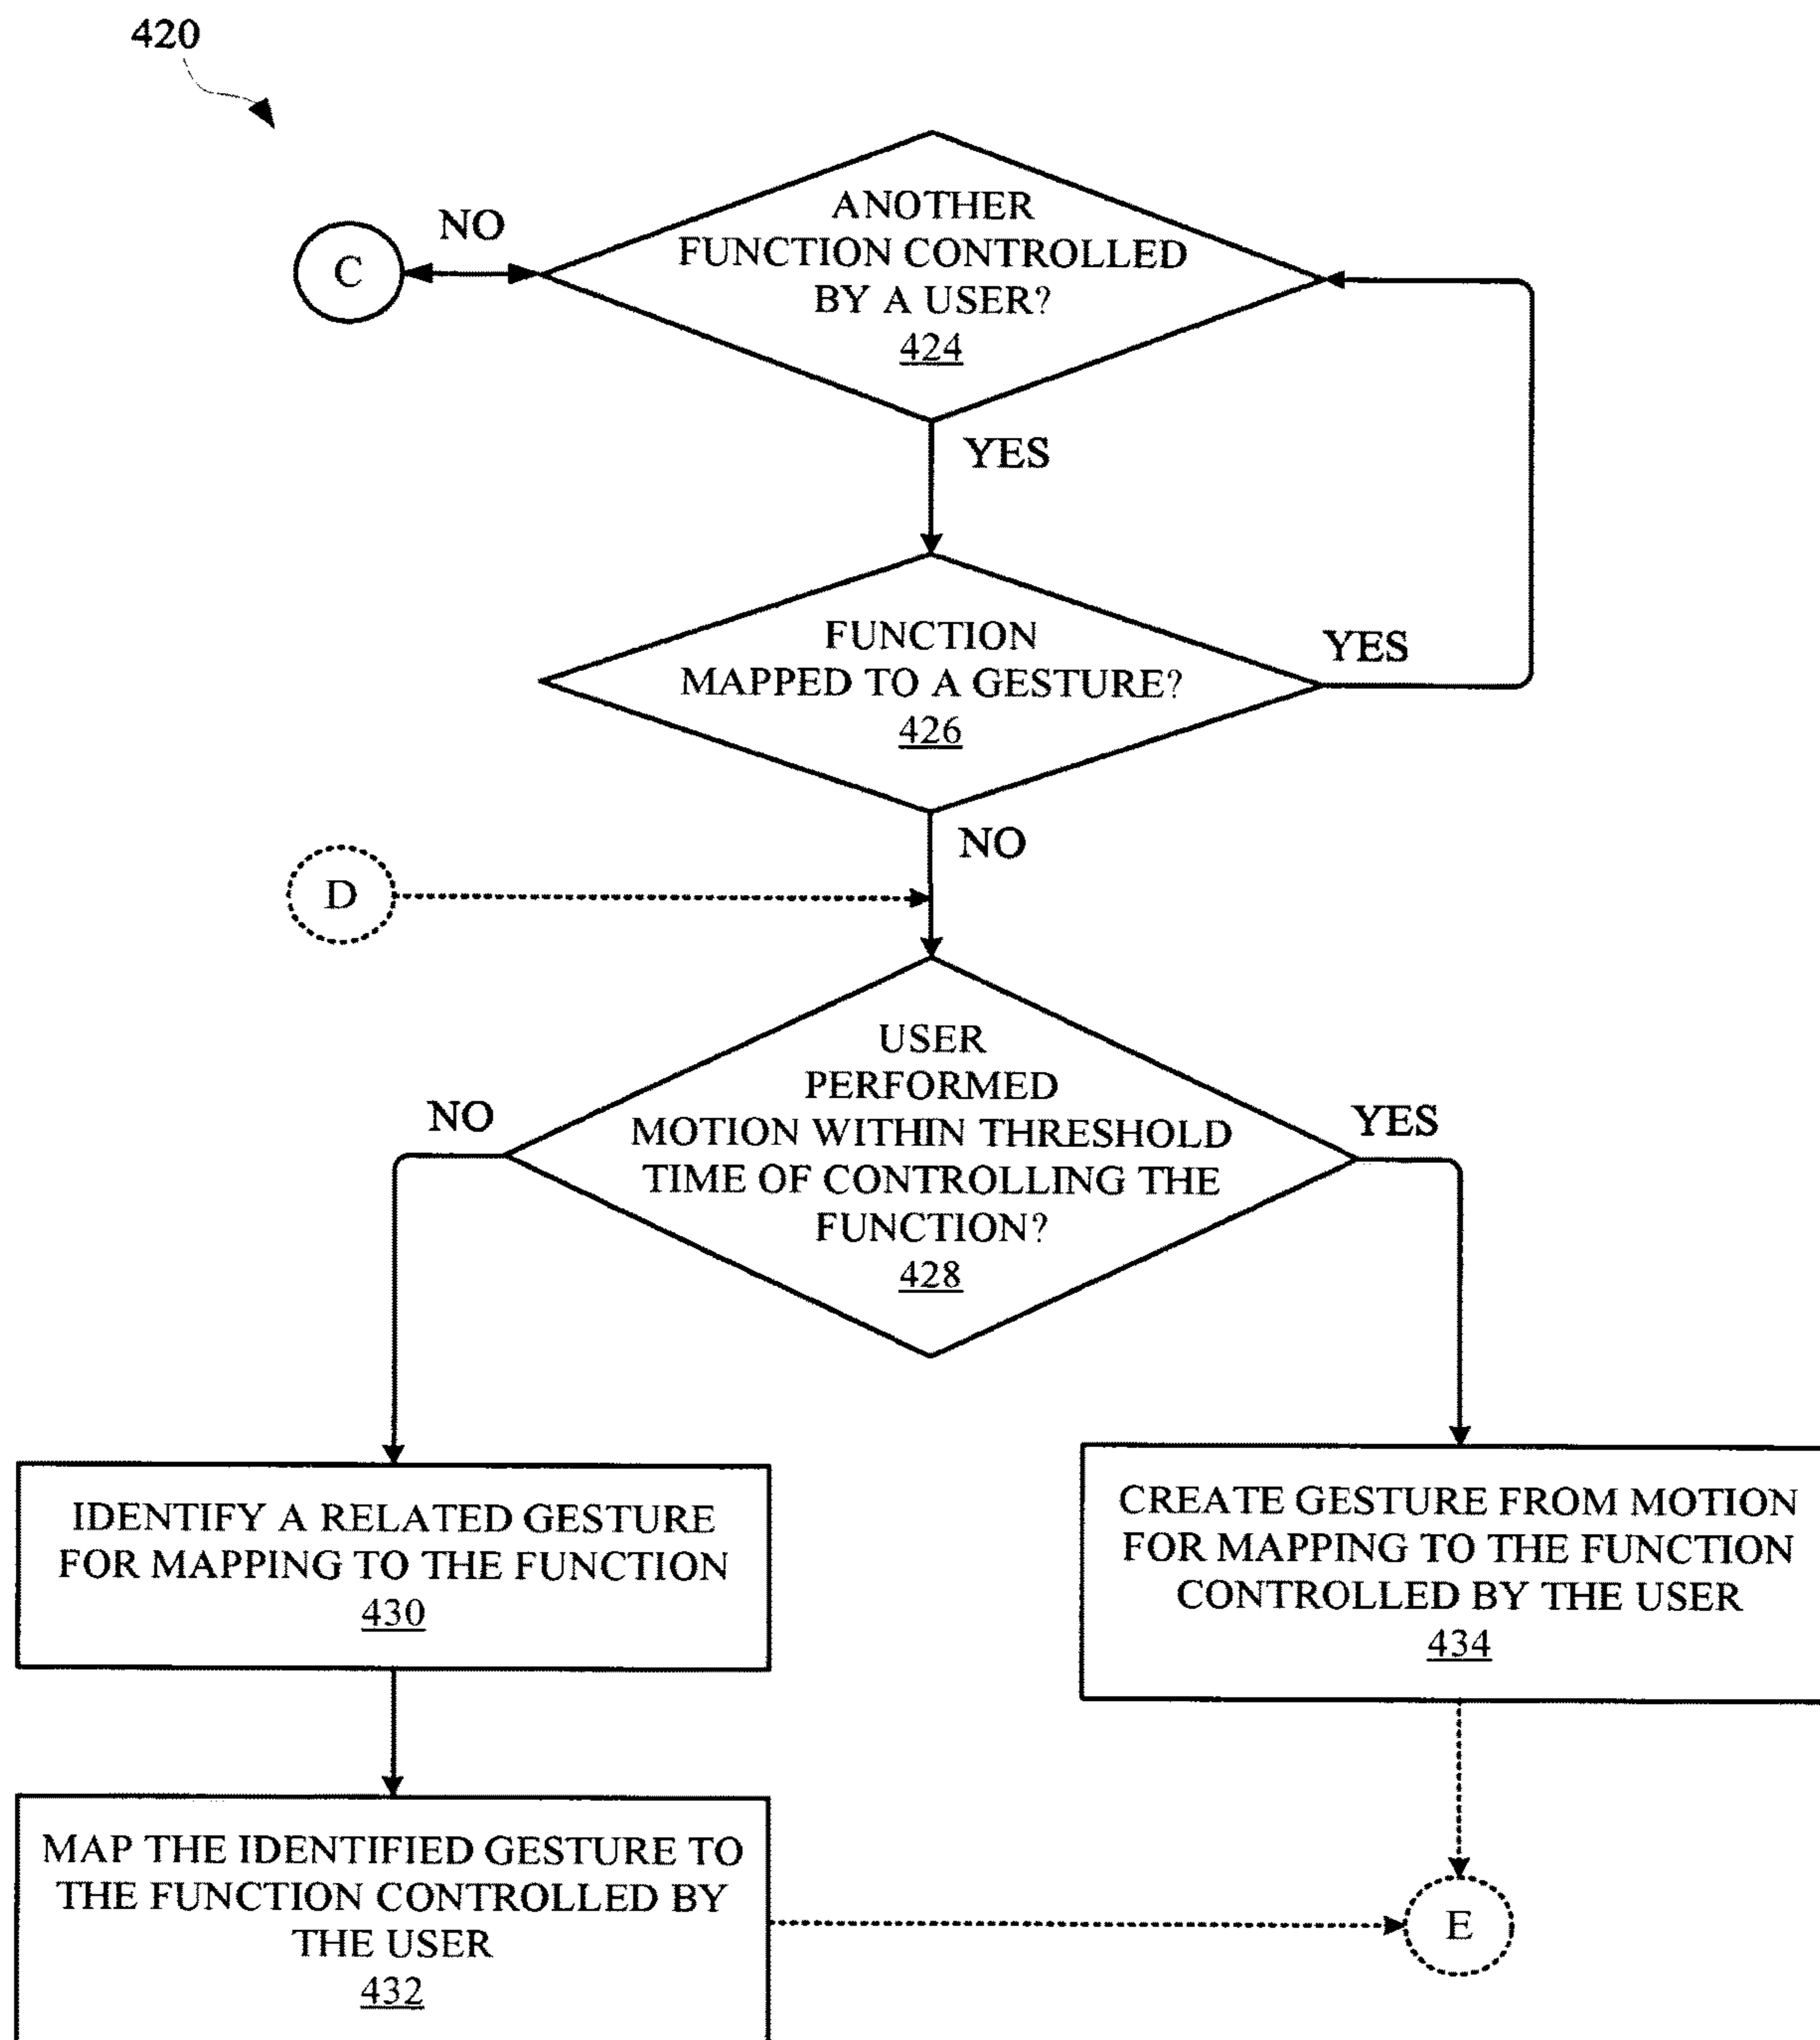 420
NO
C
ANOTHER
FUNCTION CONTROLLED
BY A USER?
424
YES
FUNCTION
MAPPED TO A GESTURE?
426
YES
NO
D
USER
PERFORMED
MOTION WITHIN THRESHOLD
TIME OF CONTROLLING THE
FUNCTION?
428
NO
YES
IDENTIFY A RELATED GESTURE
FOR MAPPING TO THE FUNCTION
430
CREATE GESTURE FROM MOTION
FOR MAPPING TO THE FUNCTION
CONTROLLED BY THE USER
434
MAP THE IDENTIFIED GESTURE TO
THE FUNCTION CONTROLLED BY
THE USER
432
E